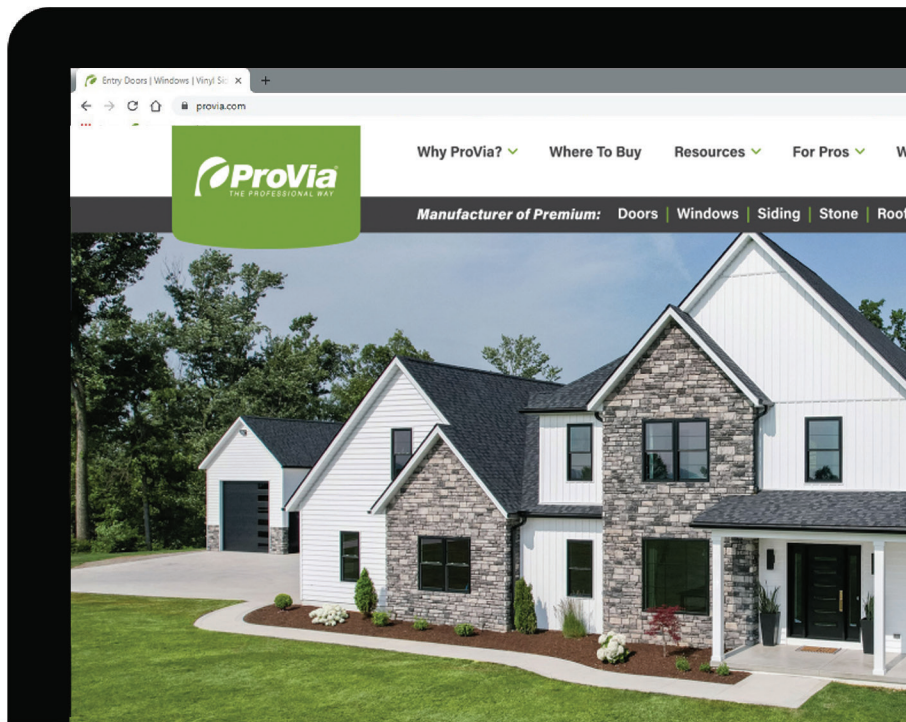 Entry Doors | Windows | Vinyl Si
provia.com
ProVia
THE PROFESSIONAL WAY
Why ProVia? Where To Buy Resources For Pros W
Manufacturer of Premium: Doors | Windows | Siding | Stone | Roof